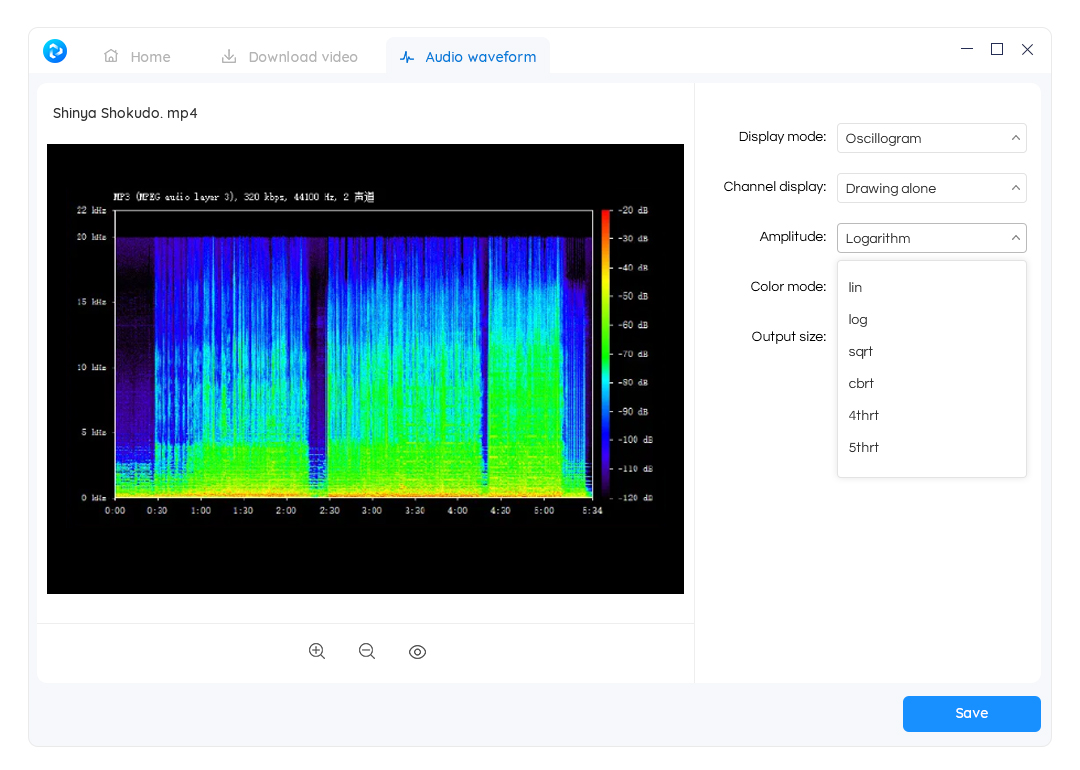 Home
Download video
Audio waveform
Shinya Shokudo. mp4
MP3 (MPEG audio layer 3), 320 kbps, 44100 Hz, 2 声道
22 kHz
20 kHz
15 kHz
10 kHz
5 kHz
0 kHz
0:00 0:30 1:00 1:30 2:00 2:30 3:00 3:30 4:00 4:30 5:00 5:34
-20 dB
-30 dB
-40 dB
-50 dB
-60 dB
-70 dB
-80 dB
-90 dB
-100 dB
-110 dB
-120 dB
Display mode: Oscillogram
Channel display: Drawing alone
Amplitude: Logarithm
Color mode:
Output size:
lin
log
sqrt
cbrt
4thrt
5thrt
Save